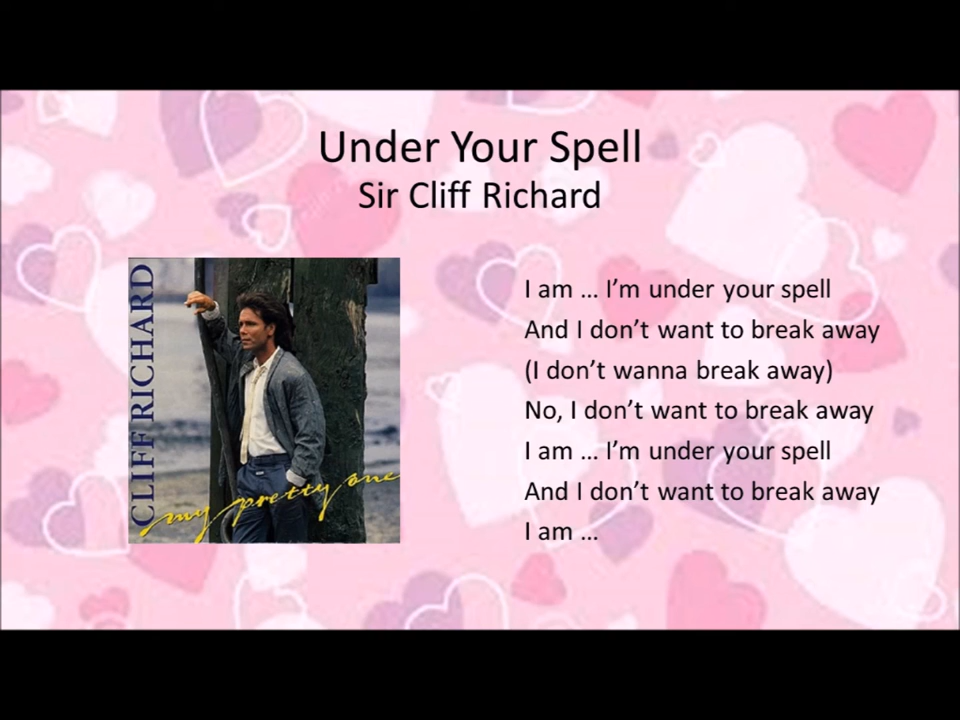 Under Your Spell
Sir Cliff Richard
CLIFF RICHARD
my pretty one
I am … I’m under your spell
And I don’t want to break away
(I don’t wanna break away)
No, I don’t want to break away
I am … I’m under your spell
And I don’t want to break away
I am …